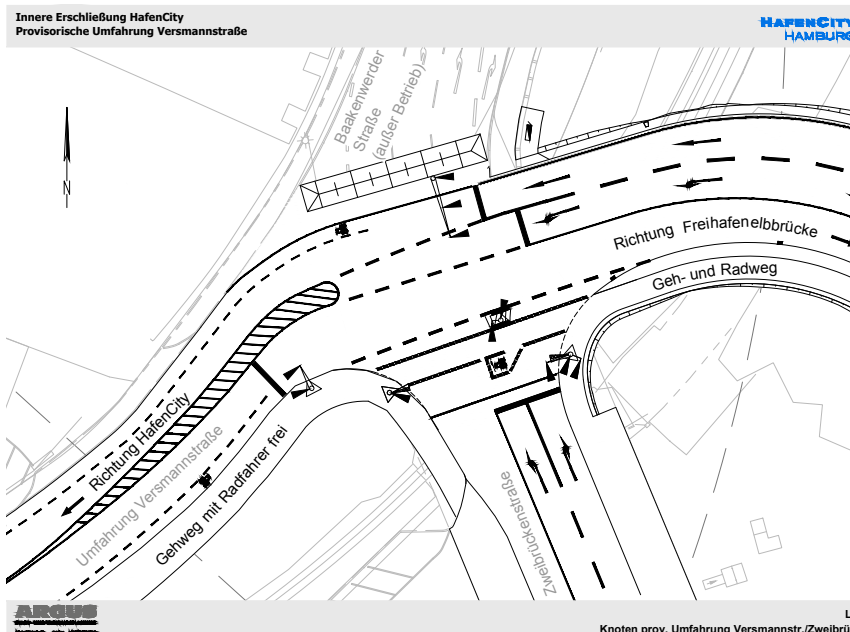 Innere Erschließung HafenCity
Provisorische Umfahrung Versmannstraße
HAFENCITY
HAMBURG
Baakenwerder
Straße
(außer Betrieb)
N
Richtung Freihafenelbbrücke
Geh- und Radweg
Richtung HafenCity
Umfahrung Versmannstraße
Gehweg mit Radfahrer frei
Zweibrückenstraße
ARGUS
L
Knoten prov. Umfahrung Versmannstr./Zweibrü